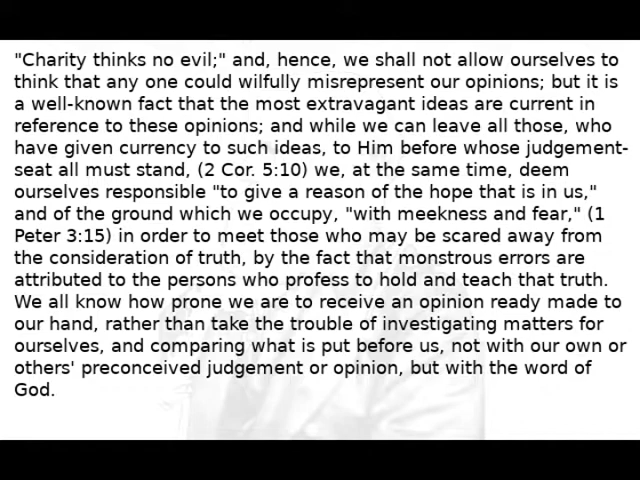 "Charity thinks no evil;" and, hence, we shall not allow ourselves to
think that any one could wilfully misrepresent our opinions; but it is
a well-known fact that the most extravagant ideas are current in
reference to these opinions; and while we can leave all those, who
have given currency to such ideas, to Him before whose judgement-
seat all must stand, (2 Cor. 5:10) we, at the same time, deem
ourselves responsible "to give a reason of the hope that is in us,"
and of the ground which we occupy, "with meekness and fear," (1
Peter 3:15) in order to meet those who may be scared away from
the consideration of truth, by the fact that monstrous errors are
attributed to the persons who profess to hold and teach that truth.
We all know how prone we are to receive an opinion ready made to
our hand, rather than take the trouble of investigating matters for
ourselves, and comparing what is put before us, not with our own or
others' preconceived judgement or opinion, but with the word of
God.